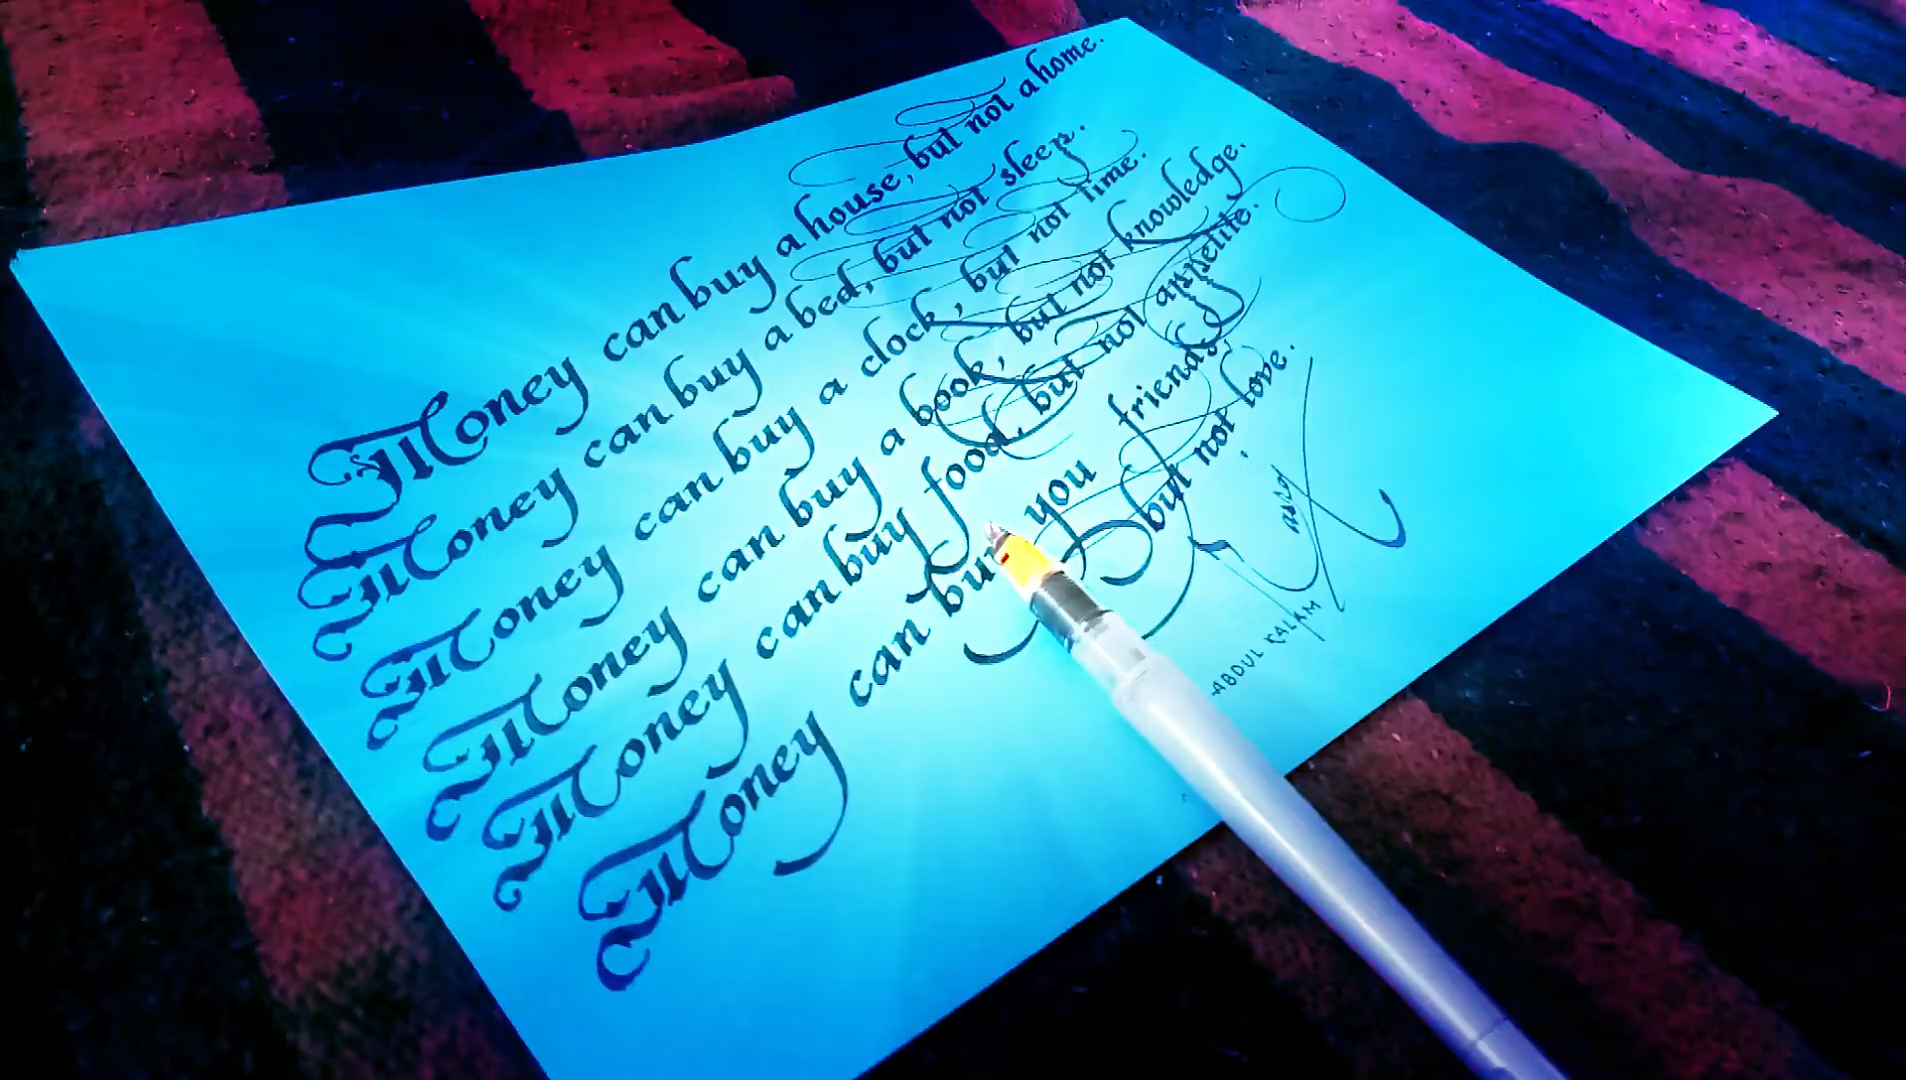 Money can buy a house, but not a home.
Money can buy a bed, but not sleep.
Money can buy a clock, but not time.
Money can buy a book, but not knowledge.
Money can buy food, but not appetite.
Money can buy you friends, but not love.
ABDUL KALAM